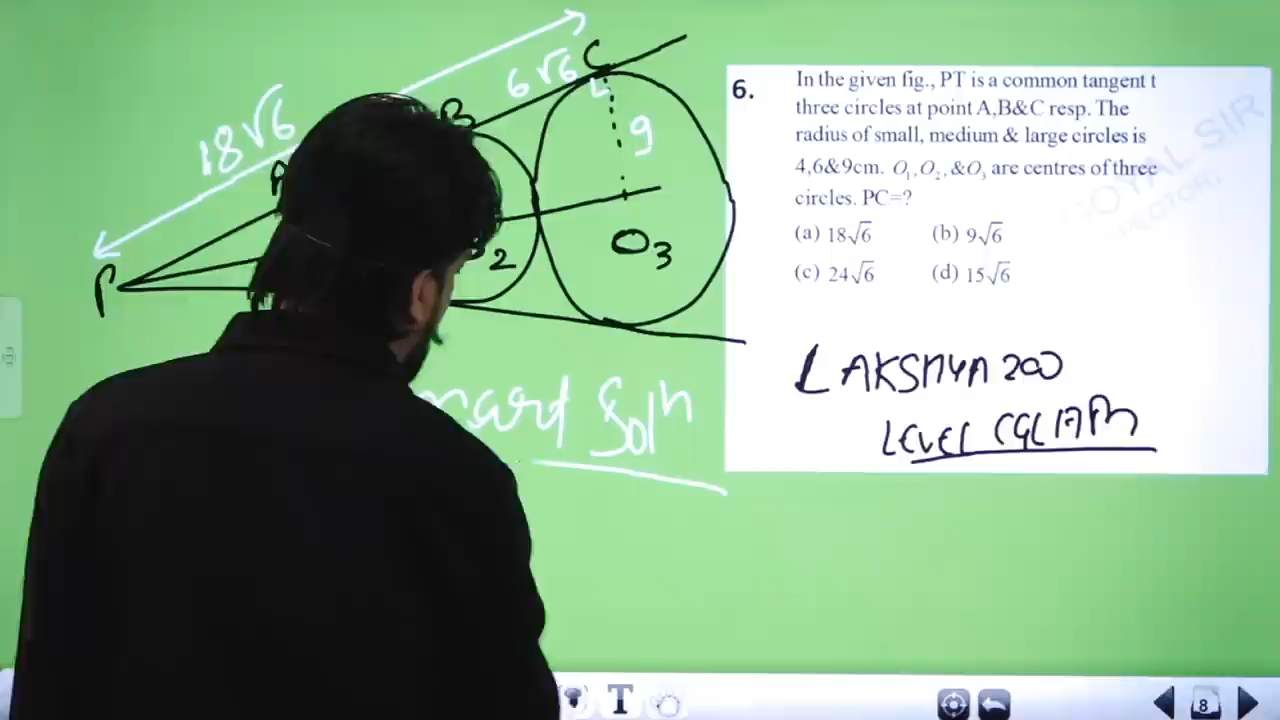 C
6√6
B
9
18√6
P
2
O3
Soln
6.
In the given fig., PT is a common tangent t
three circles at point A,B&C resp. The
radius of small, medium & large circles is
4,6&9cm. O1,O2,&O3 are centres of three
circles. PC=?
(a) 18√6 (b) 9√6
(c) 24√6 (d) 15√6
LAKSHYA 200
LEVEL CGL
T
8